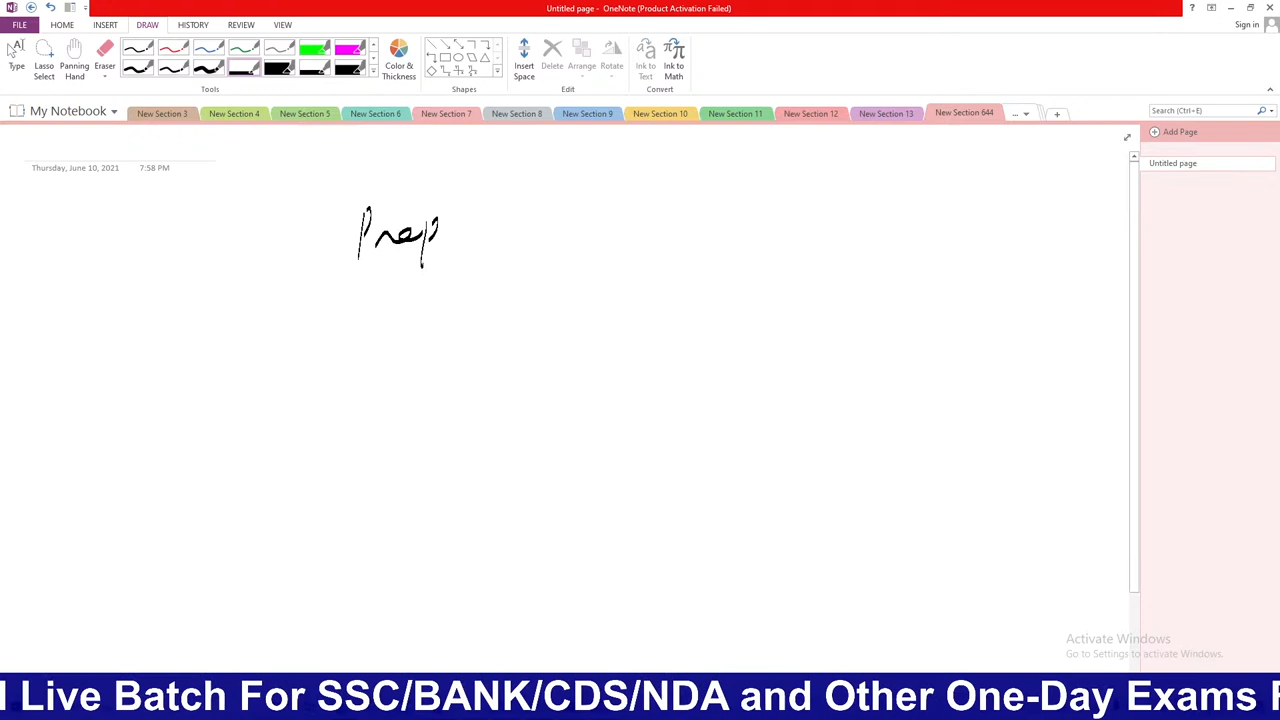 Untitled page - OneNote (Product Activation Failed)
FILE HOME INSERT DRAW HISTORY REVIEW VIEW Sign in
Type Lasso Select Panning Hand Eraser Color & Thickness Insert Space Delete Arrange Rotate Ink to Text Ink to Math
Tools Shapes Edit Convert
My Notebook New Section 3 New Section 4 New Section 5 New Section 6 New Section 7 New Section 8 New Section 9 New Section 10 New Section 11 New Section 12 New Section 13 New Section 644 ... Search (Ctrl+E)
Add Page
Untitled page
Thursday, June 10, 2021 7:58 PM
Prep
Activate Windows
Go to Settings to activate Windows.
l Live Batch For SSC/BANK/CDS/NDA and Other One-Day Exams